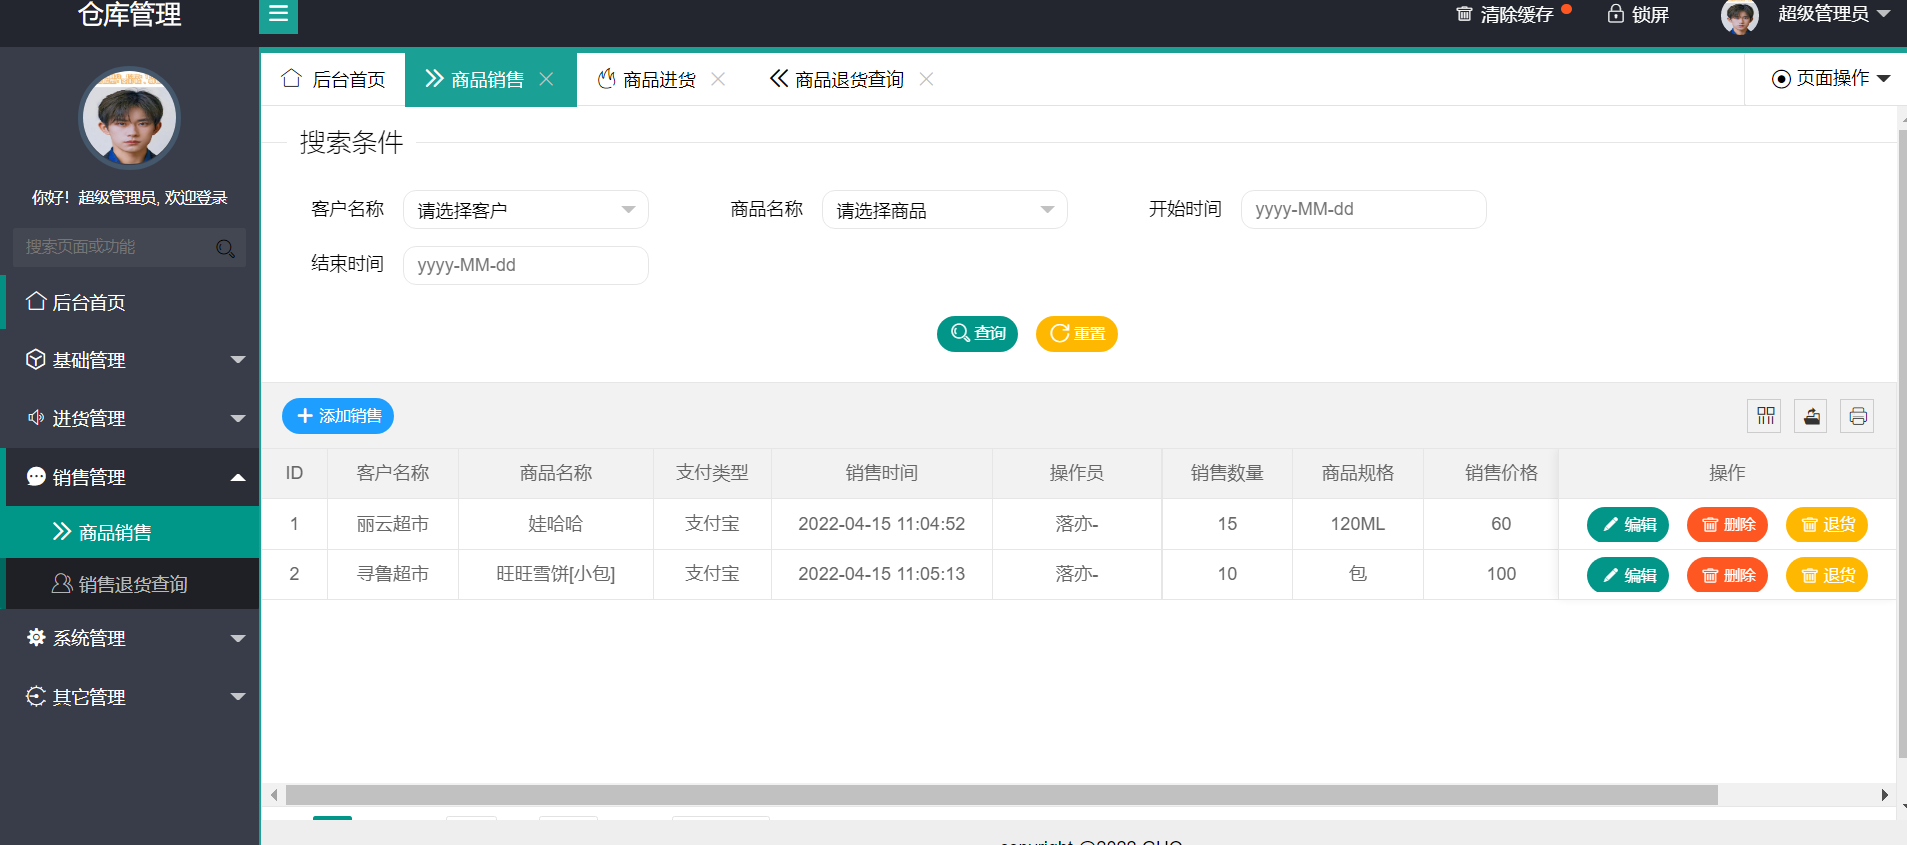 仓库管理
清除缓存
锁屏
超级管理员
后台首页
商品销售
商品进货
商品退货查询
页面操作
你好！超级管理员, 欢迎登录
搜索页面或功能
后台首页
基础管理
进货管理
销售管理
商品销售
销售退货查询
系统管理
其它管理
搜索条件
客户名称 请选择客户
商品名称 请选择商品
开始时间 yyyy-MM-dd
结束时间 yyyy-MM-dd
查询 重置
添加销售
ID 客户名称 商品名称 支付类型 销售时间 操作员 销售数量 商品规格 销售价格 操作
1 丽云超市 娃哈哈 支付宝 2022-04-15 11:04:52 落亦- 15 120ML 60 编辑 删除 退货
2 寻鲁超市 旺旺雪饼[小包] 支付宝 2022-04-15 11:05:13 落亦- 10 包 100 编辑 删除 退货